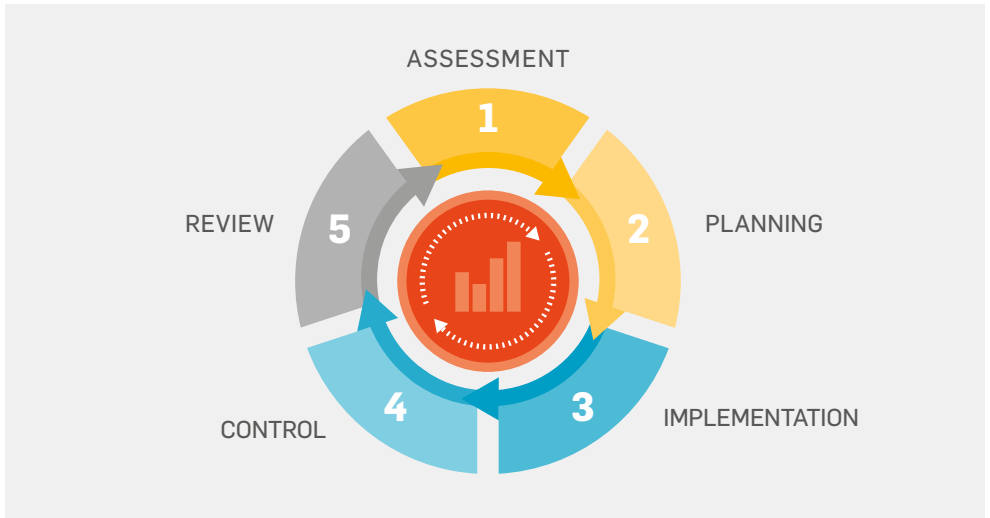 ASSESSMENT
1
2
PLANNING
3
IMPLEMENTATION
4
CONTROL
5
REVIEW